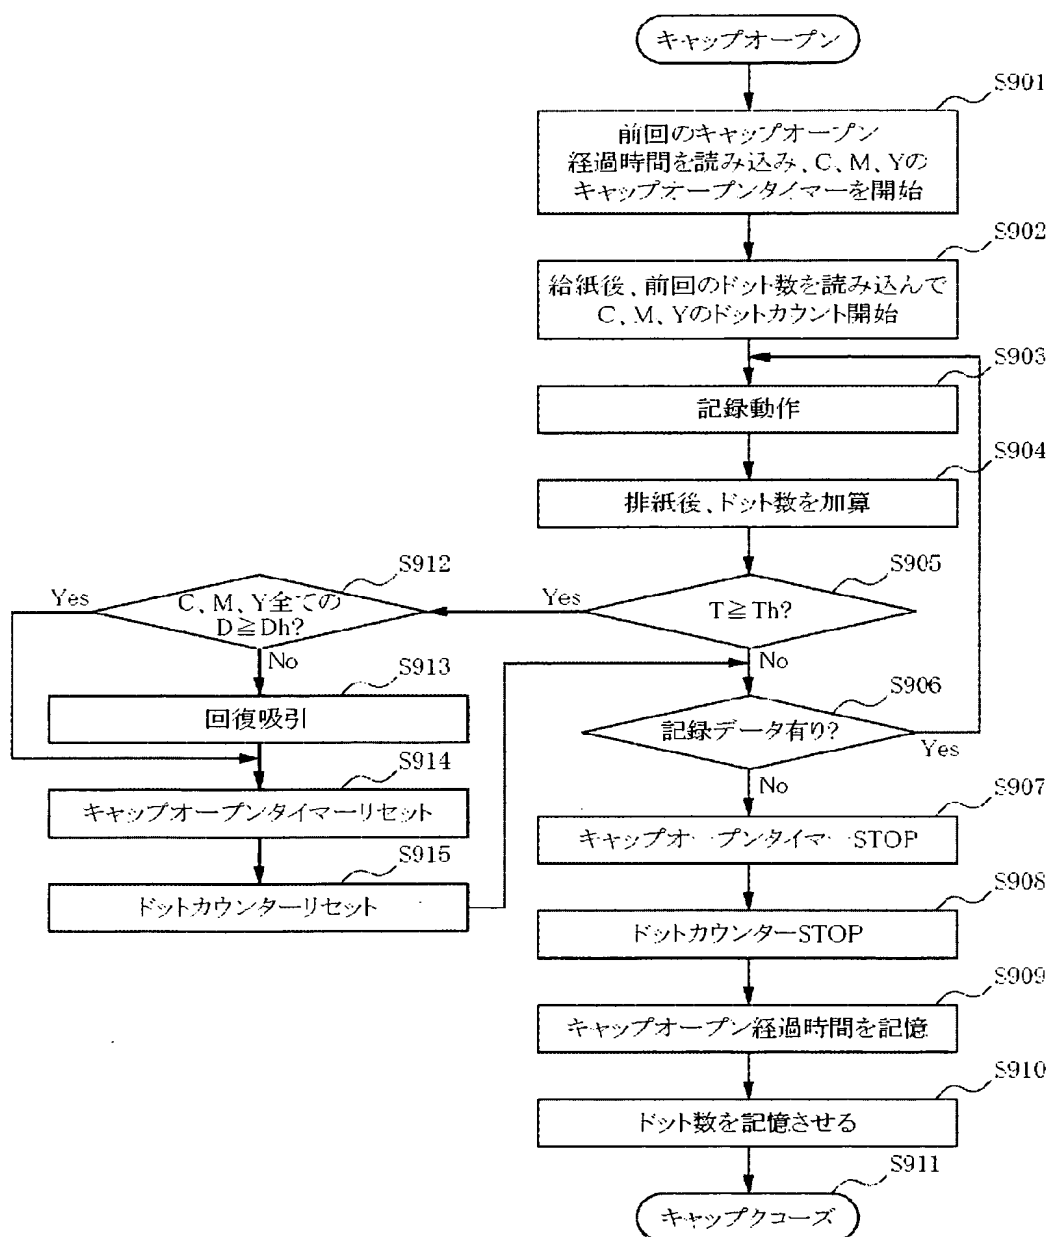 キャップオープン
S901
前回のキャップオープン
経過時間を読み込み、C、M、Yの
キャップオープンタイマーを開始
S902
給紙後、前回のドット数を読み込んで
C、M、Yのドットカウント開始
S903
記録動作
S904
排紙後、ドット数を加算
S905
T≧Th?
Yes
No
S912
C、M、Y全ての
D≧Dh?
Yes
No
S913
回復吸引
S914
キャップオープンタイマーリセット
S915
ドットカウンターリセット
S906
記録データ有り?
Yes
No
S907
キャップオープンタイマーSTOP
S908
ドットカウンターSTOP
S909
キャップオープン経過時間を記憶
S910
ドット数を記憶させる
S911
キャップクコーズ